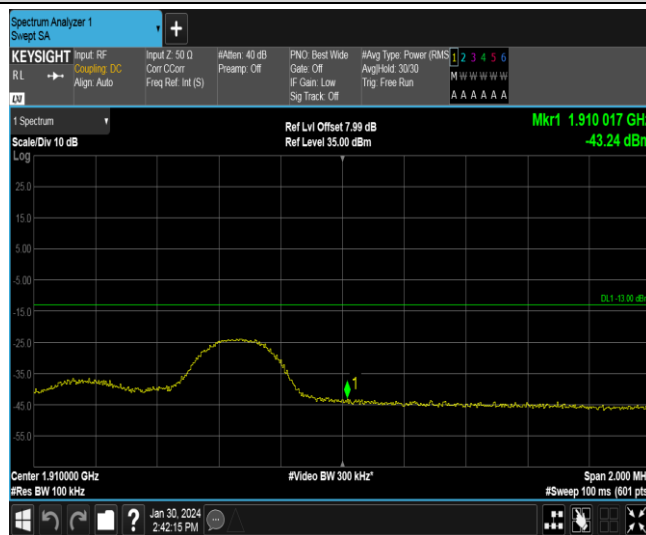 Spectrum Analyzer 1
Swept SA
+
KEYSIGHT
RL
LXI
Input: RF
Coupling: DC
Align: Auto
Input Z: 50 Ω
Corr CCorr
Freq Ref: Int (S)
#Atten: 40 dB
Preamp: Off
PNO: Best Wide
Gate: Off
IF Gain: Low
Sig Track: Off
#Avg Type: Power (RMS
Avg|Hold: 30/30
Trig: Free Run
1 2 3 4 5 6
M W W W W W
A A A A A A
1 Spectrum
Scale/Div 10 dB
Ref Lvl Offset 7.99 dB
Ref Level 35.00 dBm
Mkr1 1.910 017 GHz
-43.24 dBm
Log
25.0
15.0
5.00
-5.00
DL1 -13.00 dBm
-15.0
-25.0
-35.0
1
-45.0
-55.0
Center 1.910000 GHz
#Video BW 300 kHz*
Span 2.000 MH
#Res BW 100 kHz
#Sweep 100 ms (601 pts
?
Jan 30, 2024
2:42:15 PM